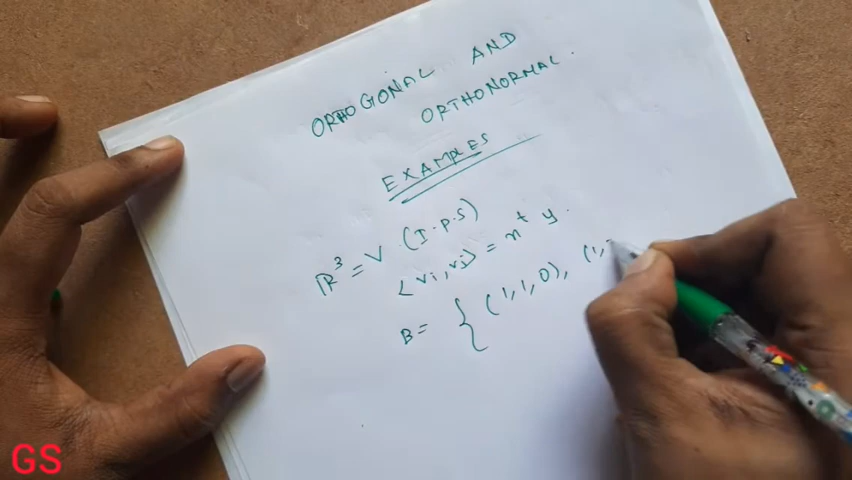 ORTHOGONAL AND
ORTHONORMAL.
EXAMPLES
R³ = V (I.P.S)
<vi, vj> = x^t y.
B = { (1, 1, 0), (1,
GS